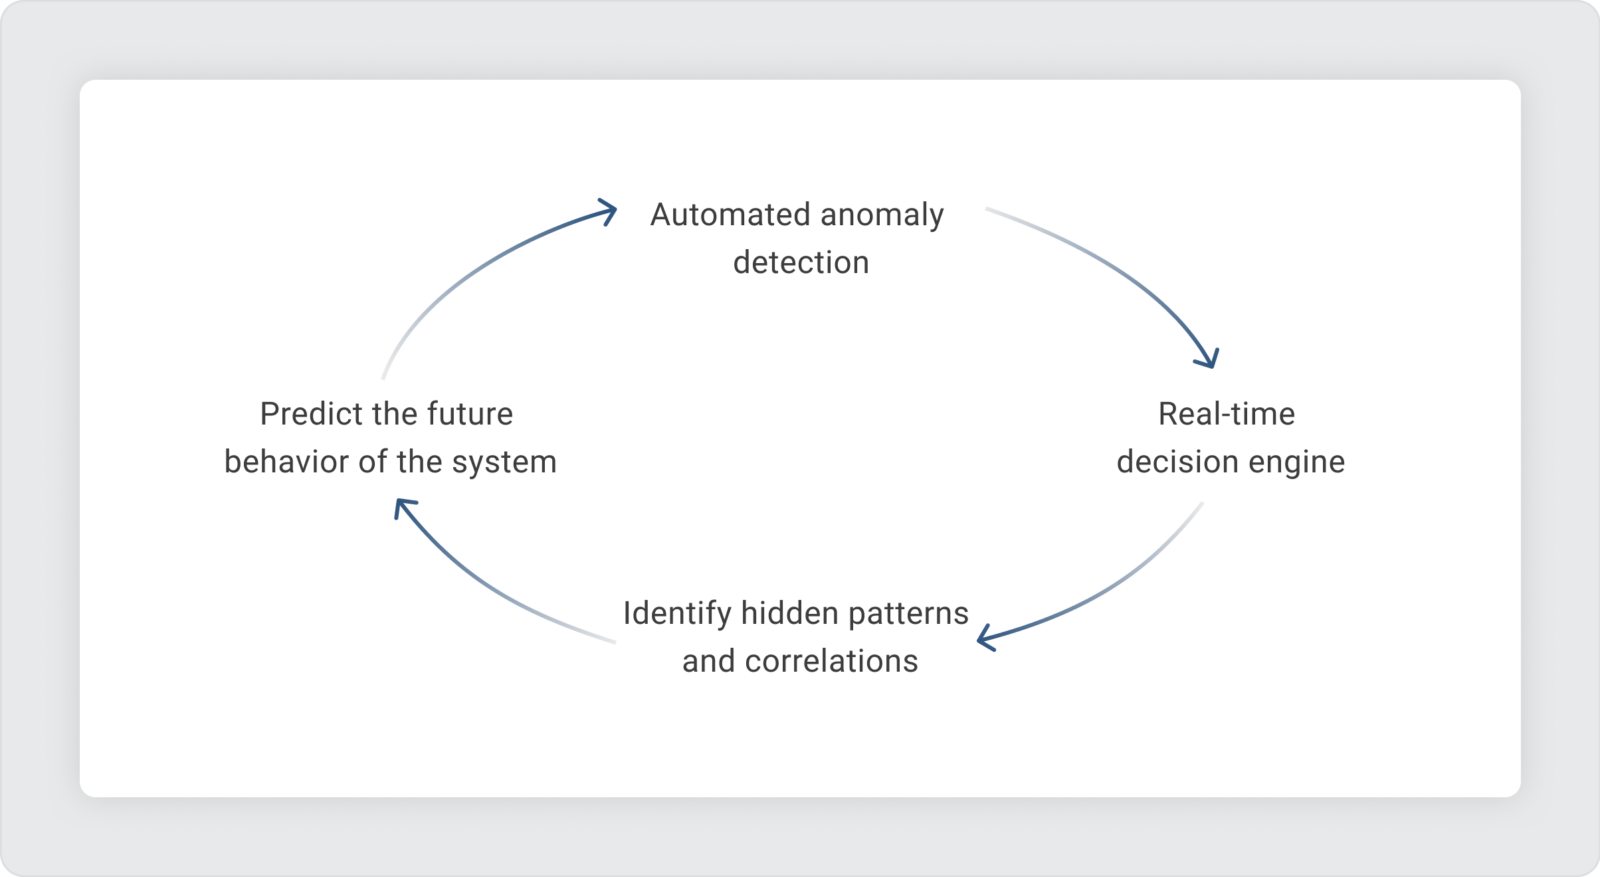 Automated anomaly
detection
Predict the future
behavior of the system
Real-time
decision engine
Identify hidden patterns
and correlations